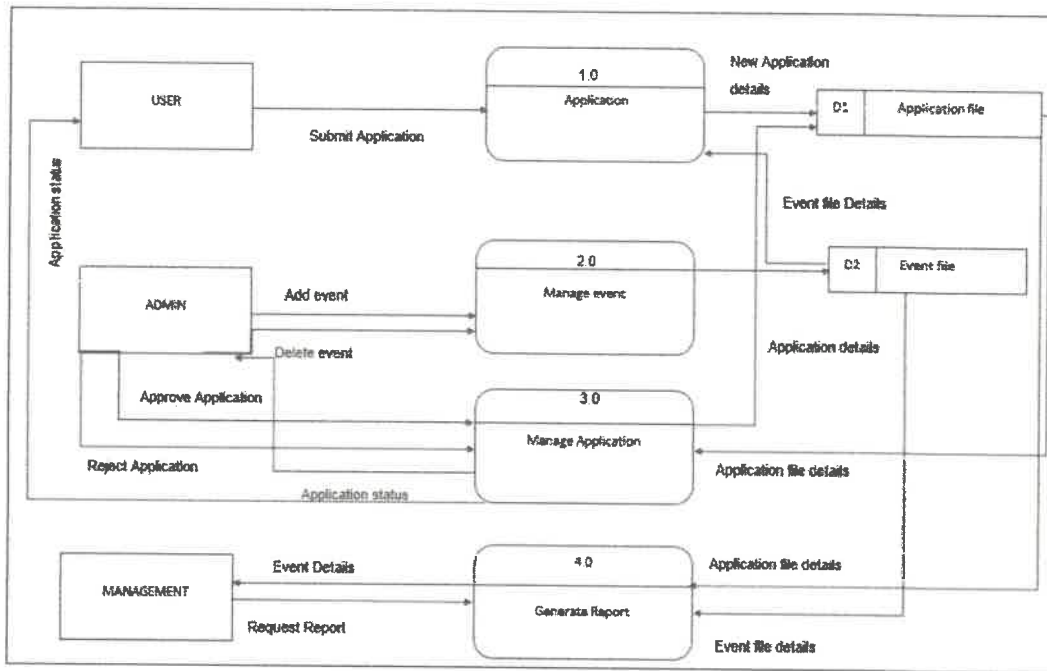 1.0
New Application
details
USER
Application
D1
Application file
Submit Application
Application status
Event file Details
2.0
D2
Event file
ADMIN
Add event
Manage event
Delete event
Application details
Approve Application
3.0
Manage Application
Reject Application
Application file details
Application status
4.0
Event Details
Application file details
MANAGEMENT
Generate Report
Request Report
Event file details